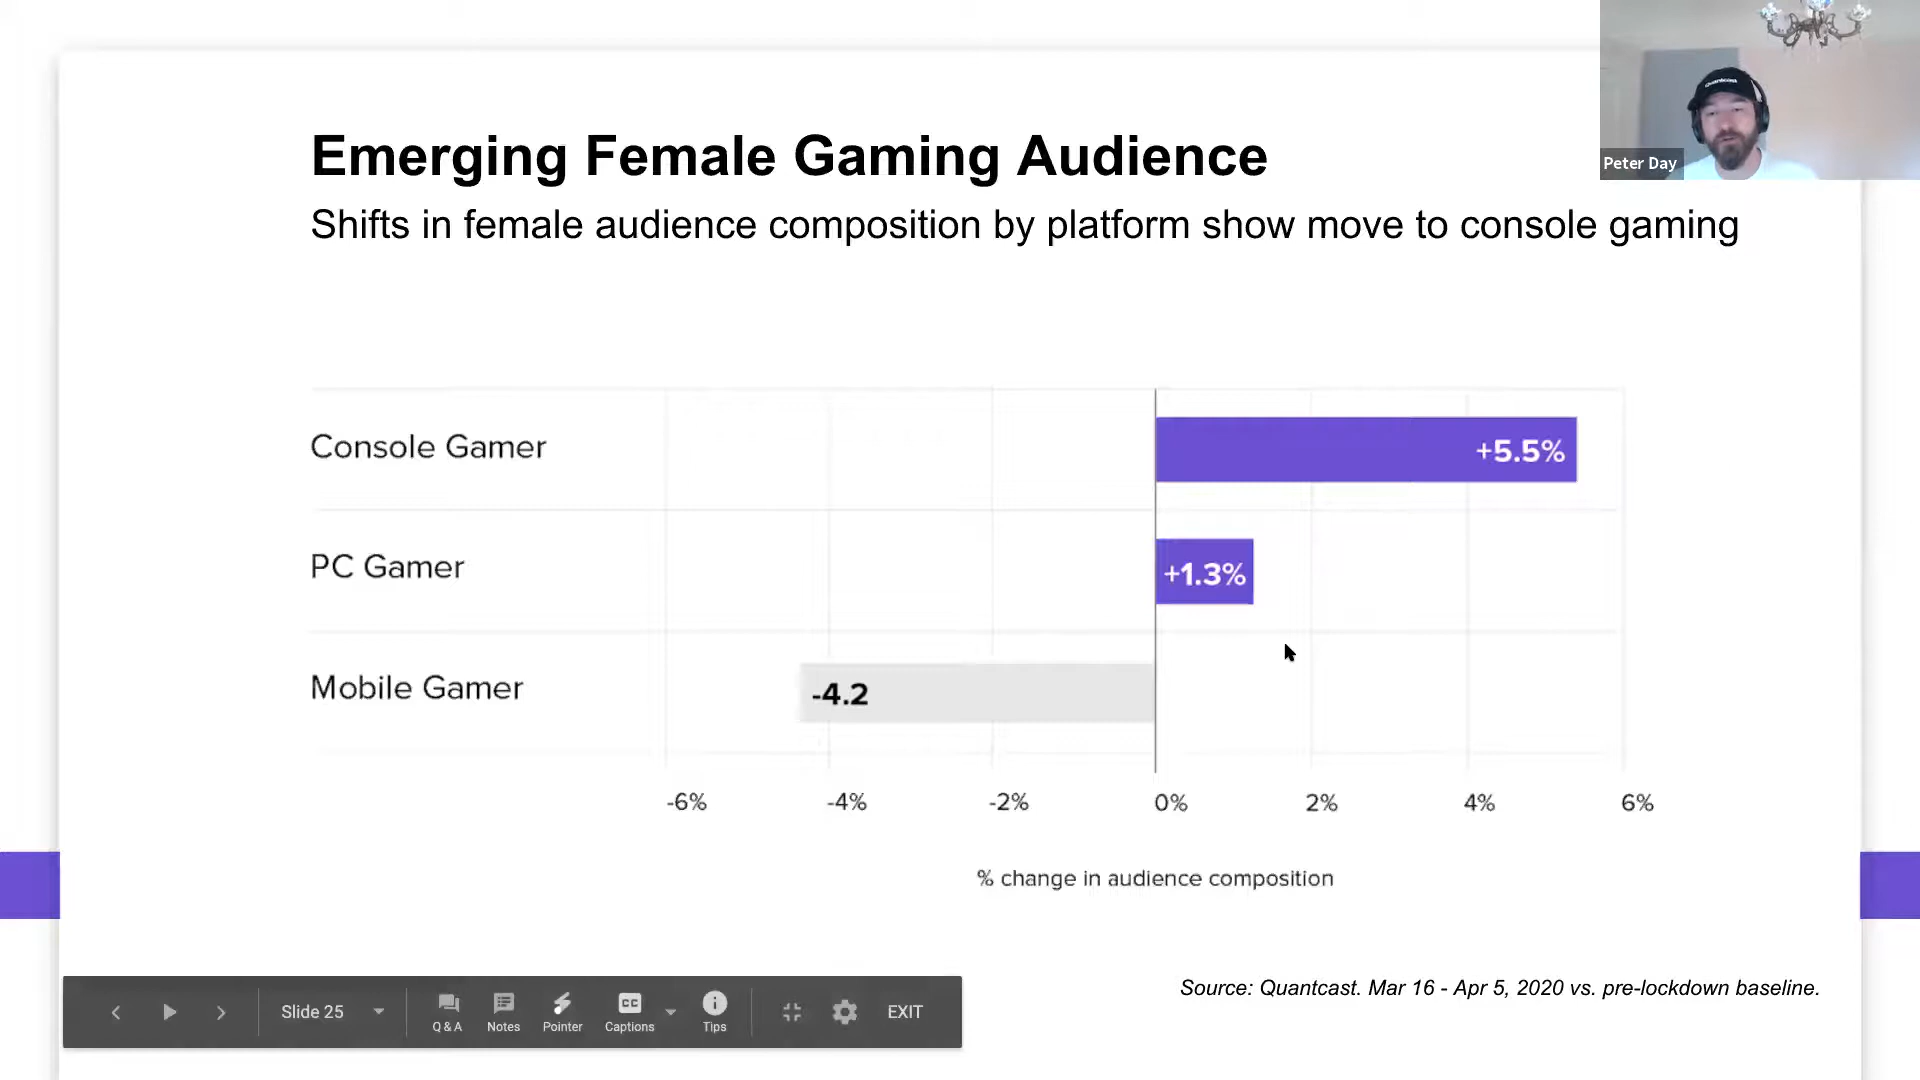 Quantcast
Peter Day
Emerging Female Gaming Audience
Shifts in female audience composition by platform show move to console gaming
Console Gamer
+5.5%
PC Gamer
+1.3%
Mobile Gamer
-4.2
-6% -4% -2% 0% 2% 4% 6%
% change in audience composition
Source: Quantcast. Mar 16 - Apr 5, 2020 vs. pre-lockdown baseline.
Slide 25
Q & A
Notes
Pointer
CC
Captions
Tips
EXIT